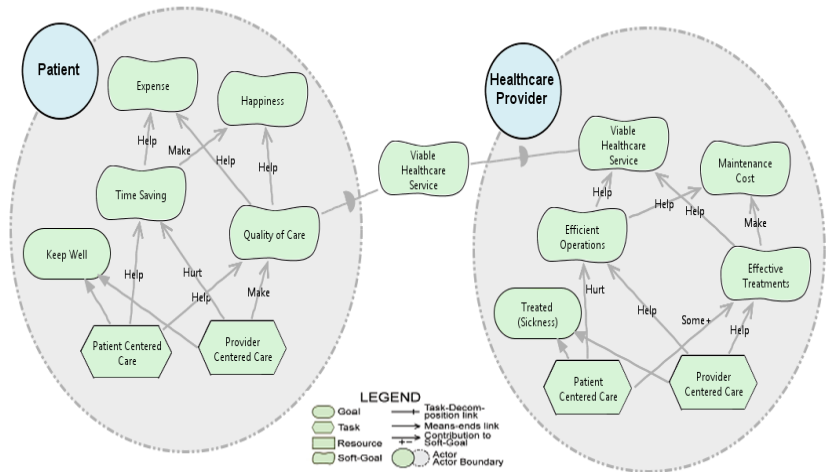 Patient
Expense
Happiness
Help
Make
Help
Help
Time Saving
Quality of Care
Keep Well
Help
Hurt
Help
Make
Patient Centered
Care
Provider
Centered Care
Viable
Healthcare
Service
Healthcare
Provider
Viable
Healthcare
Service
Maintenance
Cost
Help
Help
Help
Make
Efficient
Operations
Effective
Treatments
Hurt
Treated
(Sickness)
Help
Some+
Help
Patient
Centered Care
Provider
Centered Care
LEGEND
Goal
Task
Resource
Soft-Goal
Task-Decom-
position link
Means-ends link
Contribution to
Soft-Goal
+-
Actor
Actor Boundary